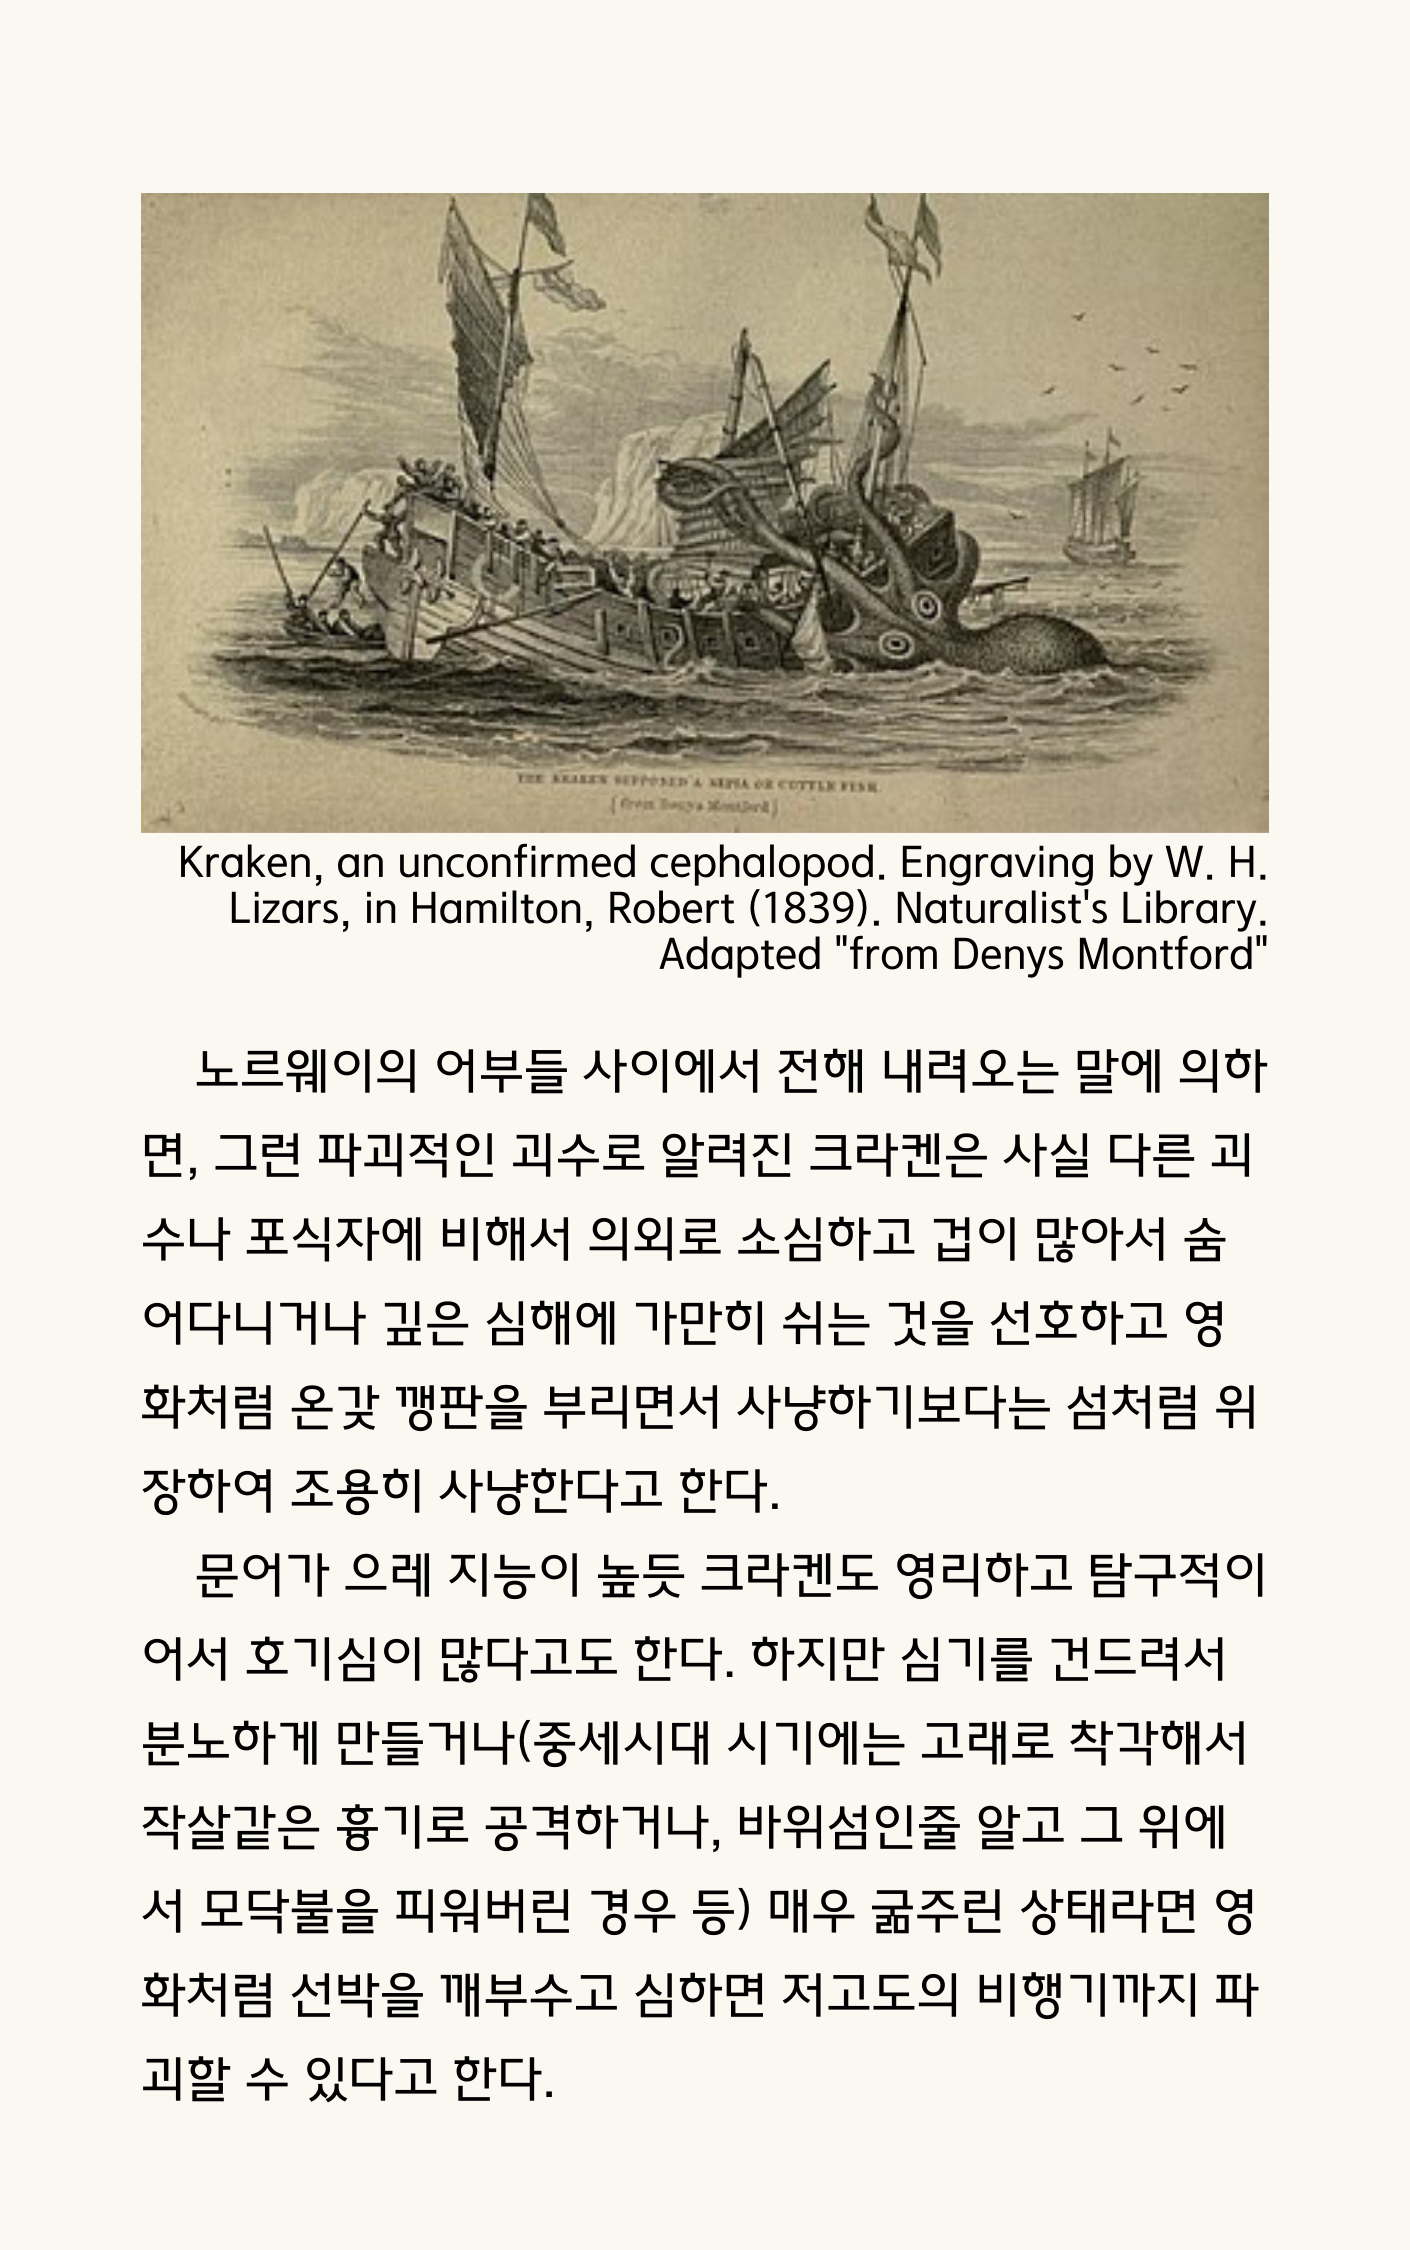 THE KRAKEN SUPPOSED A SEPIA OR CUTTLE FISH.
[from Denys Montford]
Kraken, an unconfirmed cephalopod. Engraving by W. H.
Lizars, in Hamilton, Robert (1839). Naturalist's Library.
Adapted "from Denys Montford"
노르웨이의 어부들 사이에서 전해 내려오는 말에 의하
면, 그런 파괴적인 괴수로 알려진 크라켄은 사실 다른 괴
수나 포식자에 비해서 의외로 소심하고 겁이 많아서 숨
어다니거나 깊은 심해에 가만히 쉬는 것을 선호하고 영
화처럼 온갖 깽판을 부리면서 사냥하기보다는 섬처럼 위
장하여 조용히 사냥한다고 한다.
문어가 으레 지능이 높듯 크라켄도 영리하고 탐구적이
어서 호기심이 많다고도 한다. 하지만 심기를 건드려서
분노하게 만들거나(중세시대 시기에는 고래로 착각해서
작살같은 흉기로 공격하거나, 바위섬인줄 알고 그 위에
서 모닥불을 피워버린 경우 등) 매우 굶주린 상태라면 영
화처럼 선박을 깨부수고 심하면 저고도의 비행기까지 파
괴할 수 있다고 한다.